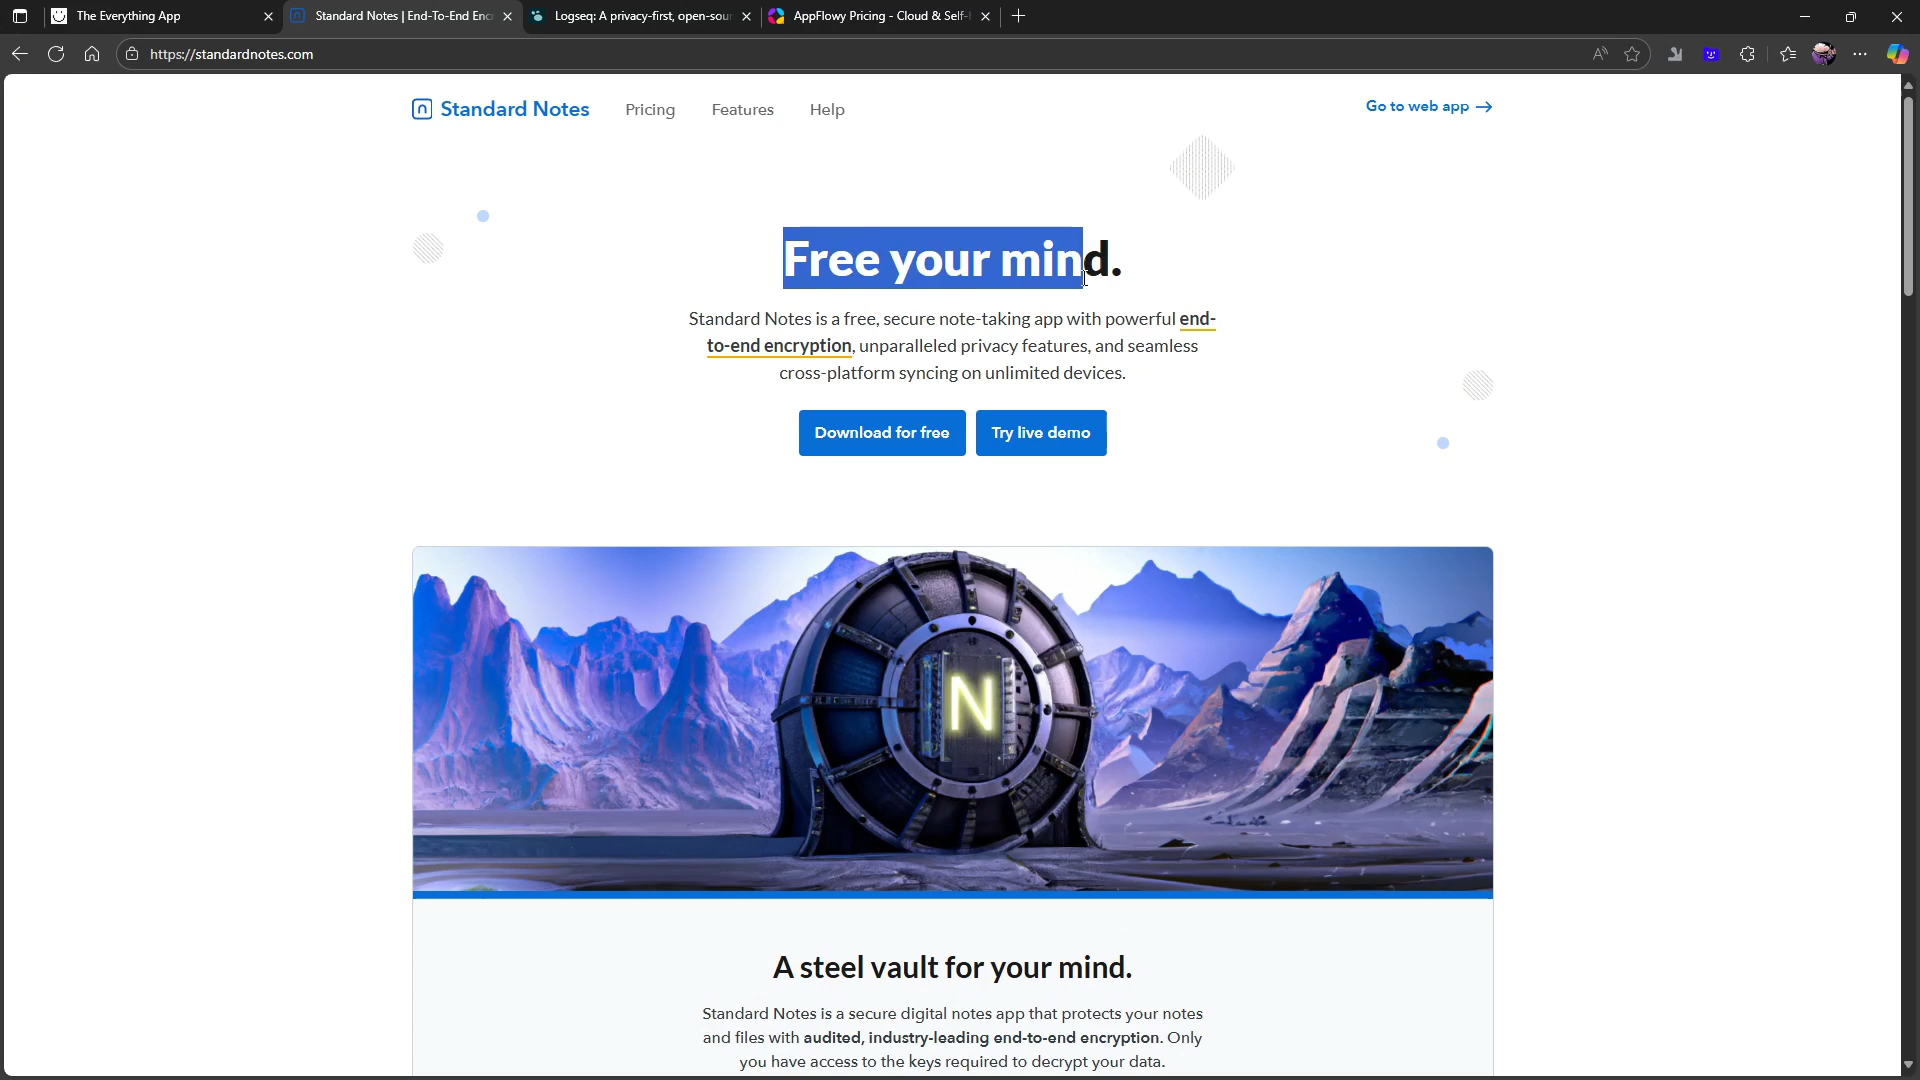 The Everything App
Standard Notes | End-To-End Enc
Logseq: A privacy-first, open-sour
AppFlowy Pricing - Cloud & Self-
https://standardnotes.com
Standard Notes
Pricing
Features
Help
Go to web app →
Free your mind.
Standard Notes is a free, secure note-taking app with powerful end-
to-end encryption, unparalleled privacy features, and seamless
cross-platform syncing on unlimited devices.
Download for free
Try live demo
N
A steel vault for your mind.
Standard Notes is a secure digital notes app that protects your notes
and files with audited, industry-leading end-to-end encryption. Only
you have access to the keys required to decrypt your data.